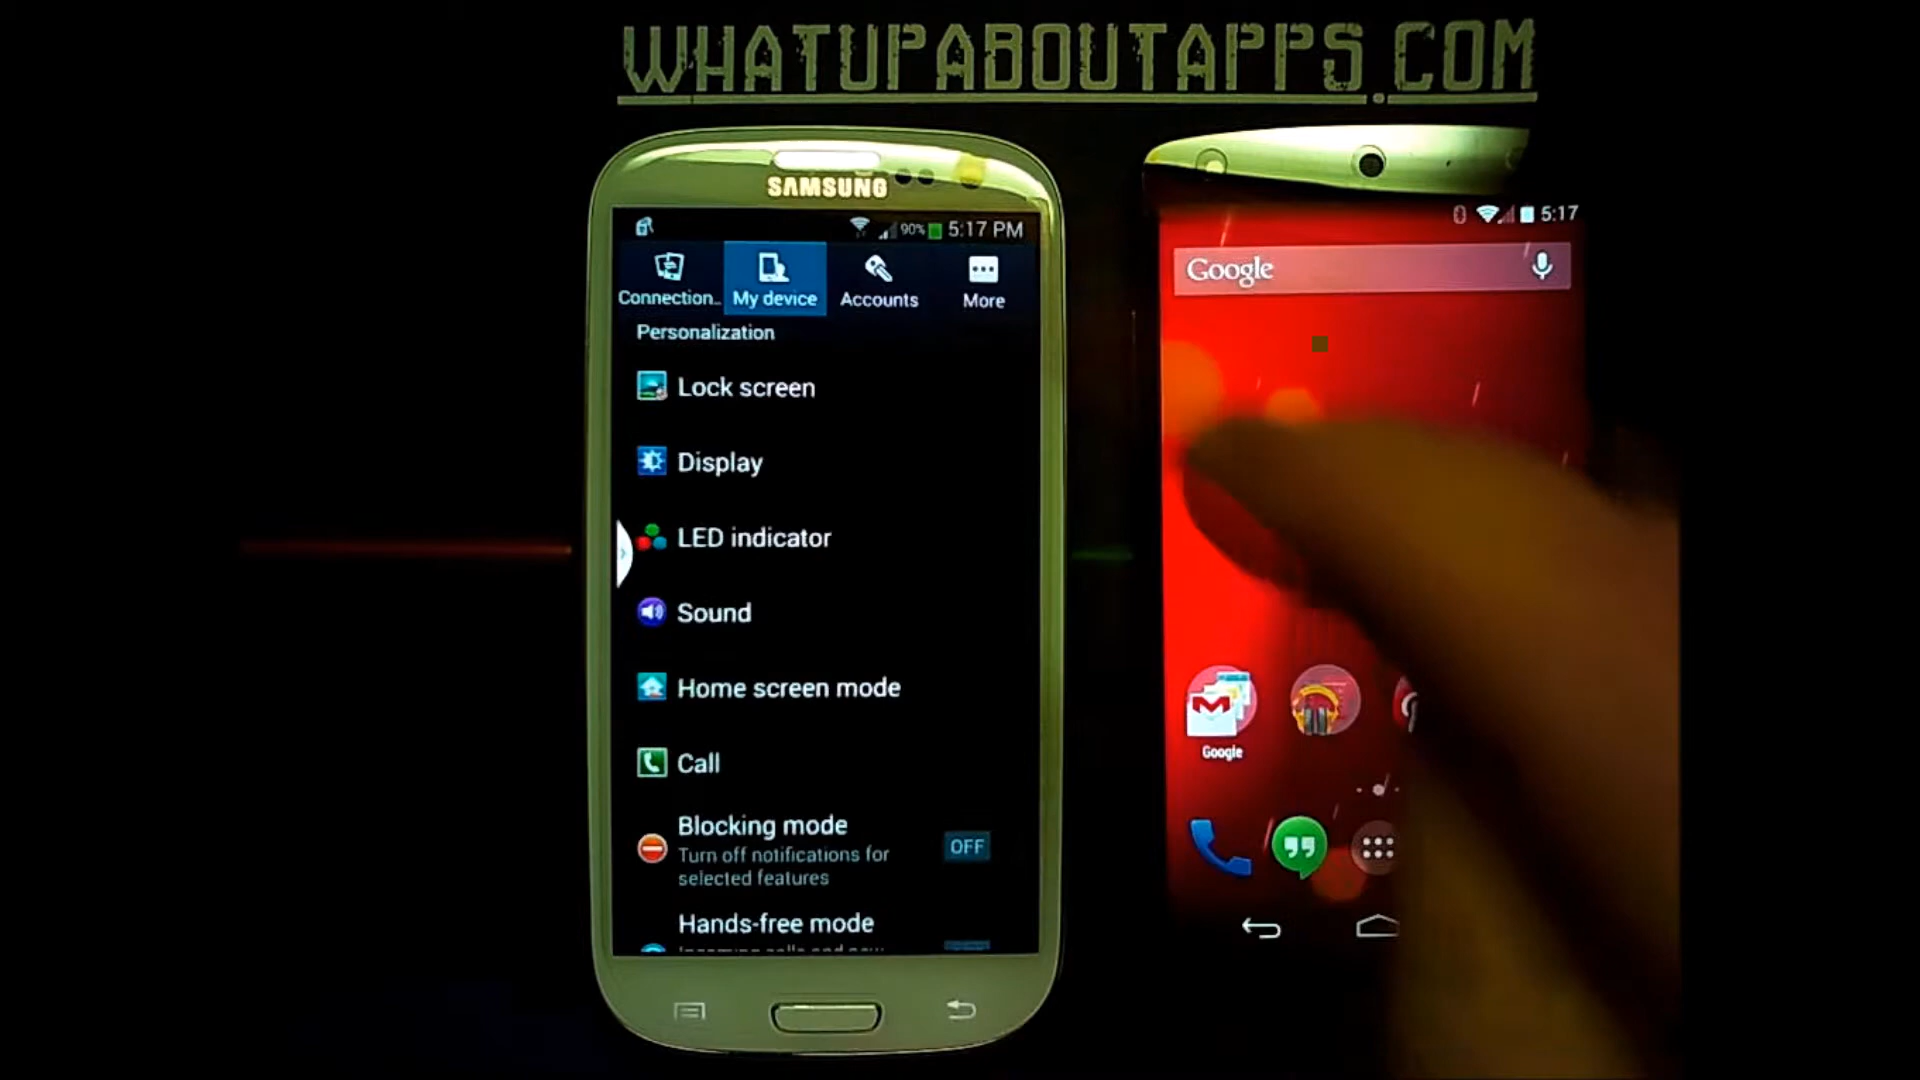 WHATUPABOUTAPPS.COM
SAMSUNG
90% 5:17 PM
Connection..
My device
Accounts
More
Personalization
Lock screen
Display
LED indicator
Sound
Home screen mode
Call
Blocking mode
OFF
Turn off notifications for
selected features
Hands-free mode
5:17
Google
Google